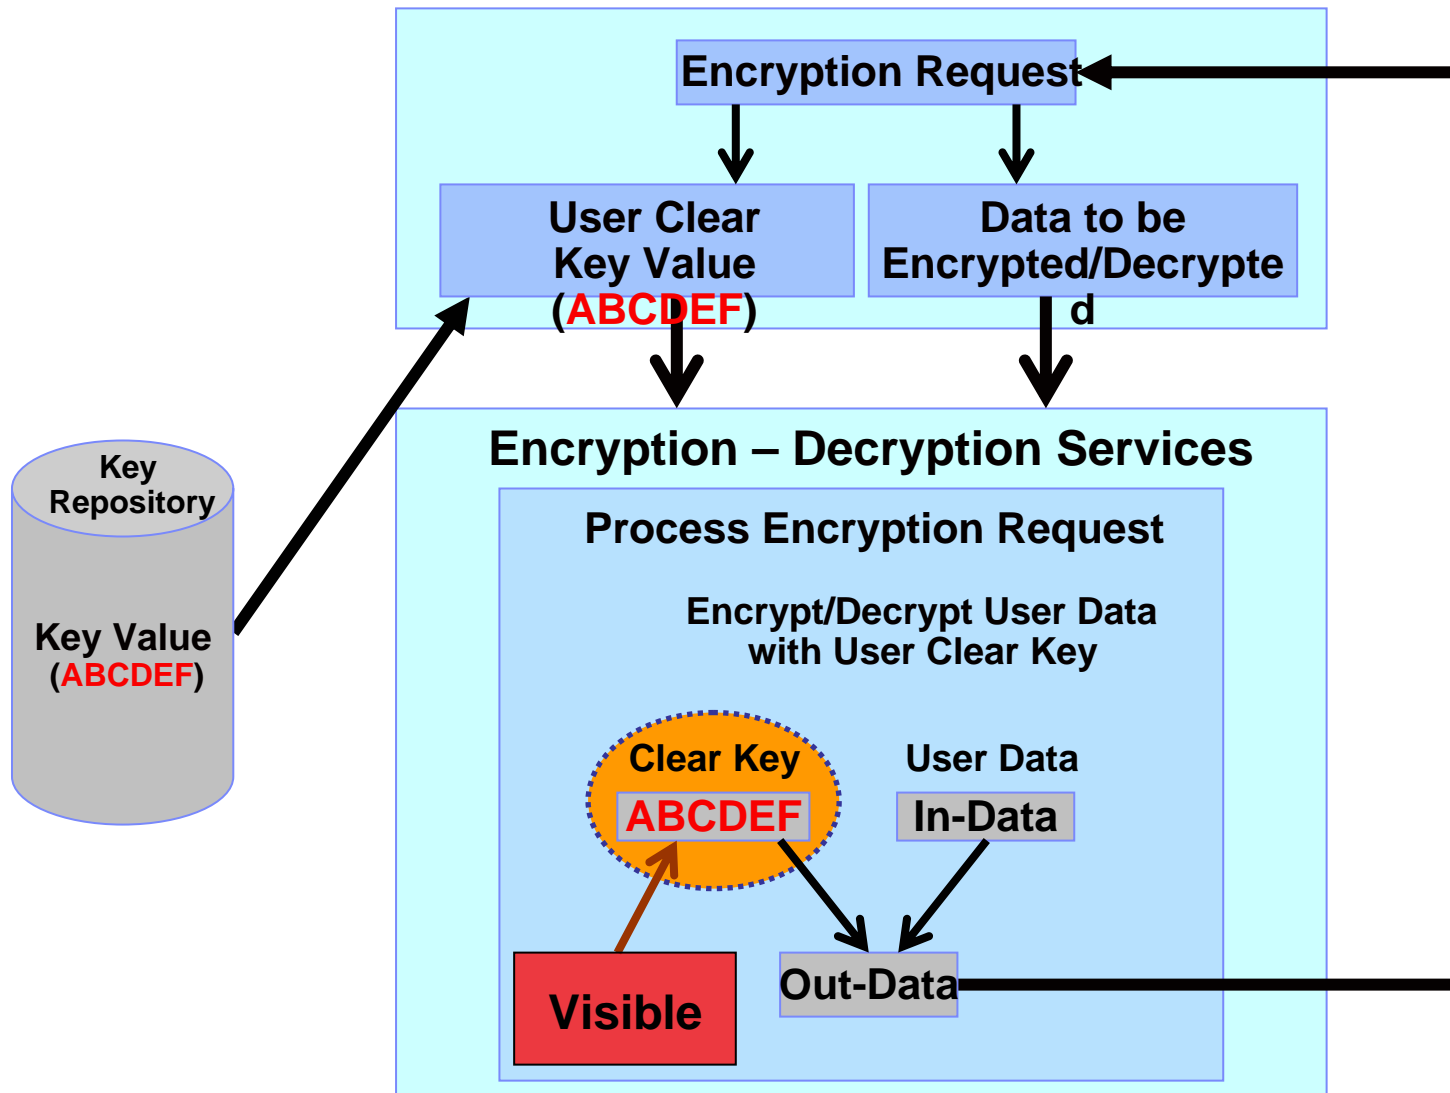 Encryption Request
User Clear
Key Value
(ABCDEF)
Data to be
Encrypted/Decrypte
d
Key
Repository
Key Value
(ABCDEF)
Encryption – Decryption Services
Process Encryption Request
Encrypt/Decrypt User Data
with User Clear Key
Clear Key
ABCDEF
User Data
In-Data
Visible
Out-Data